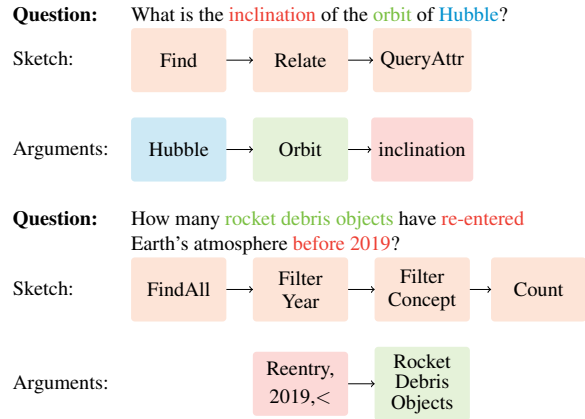 Question: What is the inclination of the orbit of Hubble?
Sketch: Find Relate QueryAttr
Arguments: Hubble Orbit inclination
Question: How many rocket debris objects have re-entered
Earth's atmosphere before 2019?
Sketch: FindAll Filter Year Filter Concept Count
Arguments: Reentry, 2019,< Rocket Debris Objects